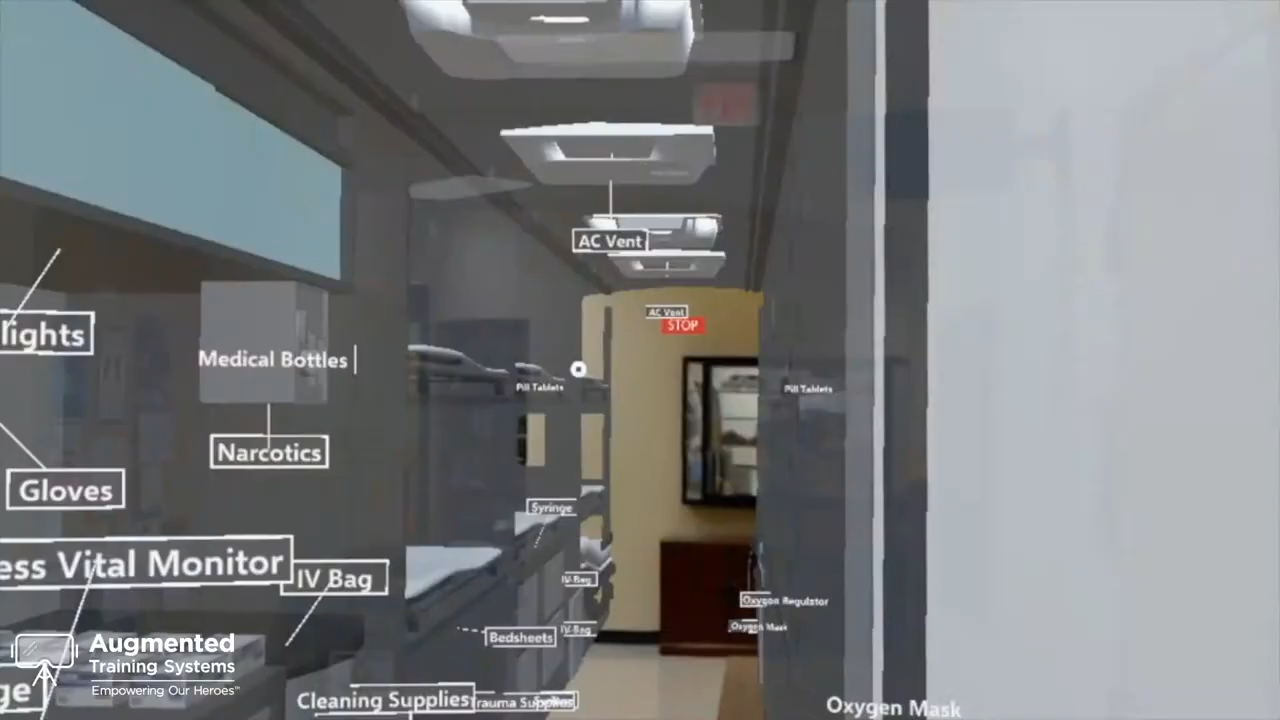 AC Vent
AC Vent
STOP
lights
Medical Bottles
Pill Tablets
Pill Tablets
Narcotics
Gloves
Syringe
ess Vital Monitor
IV Bag
IV-Bag
Oxygen Regulator
Oxygen Mask
IV-Bag
Bedsheets
Augmented
Training Systems
Empowering Our Heroes™
ge
Cleaning Supplies
Trauma Supplies
Oxygen Mask